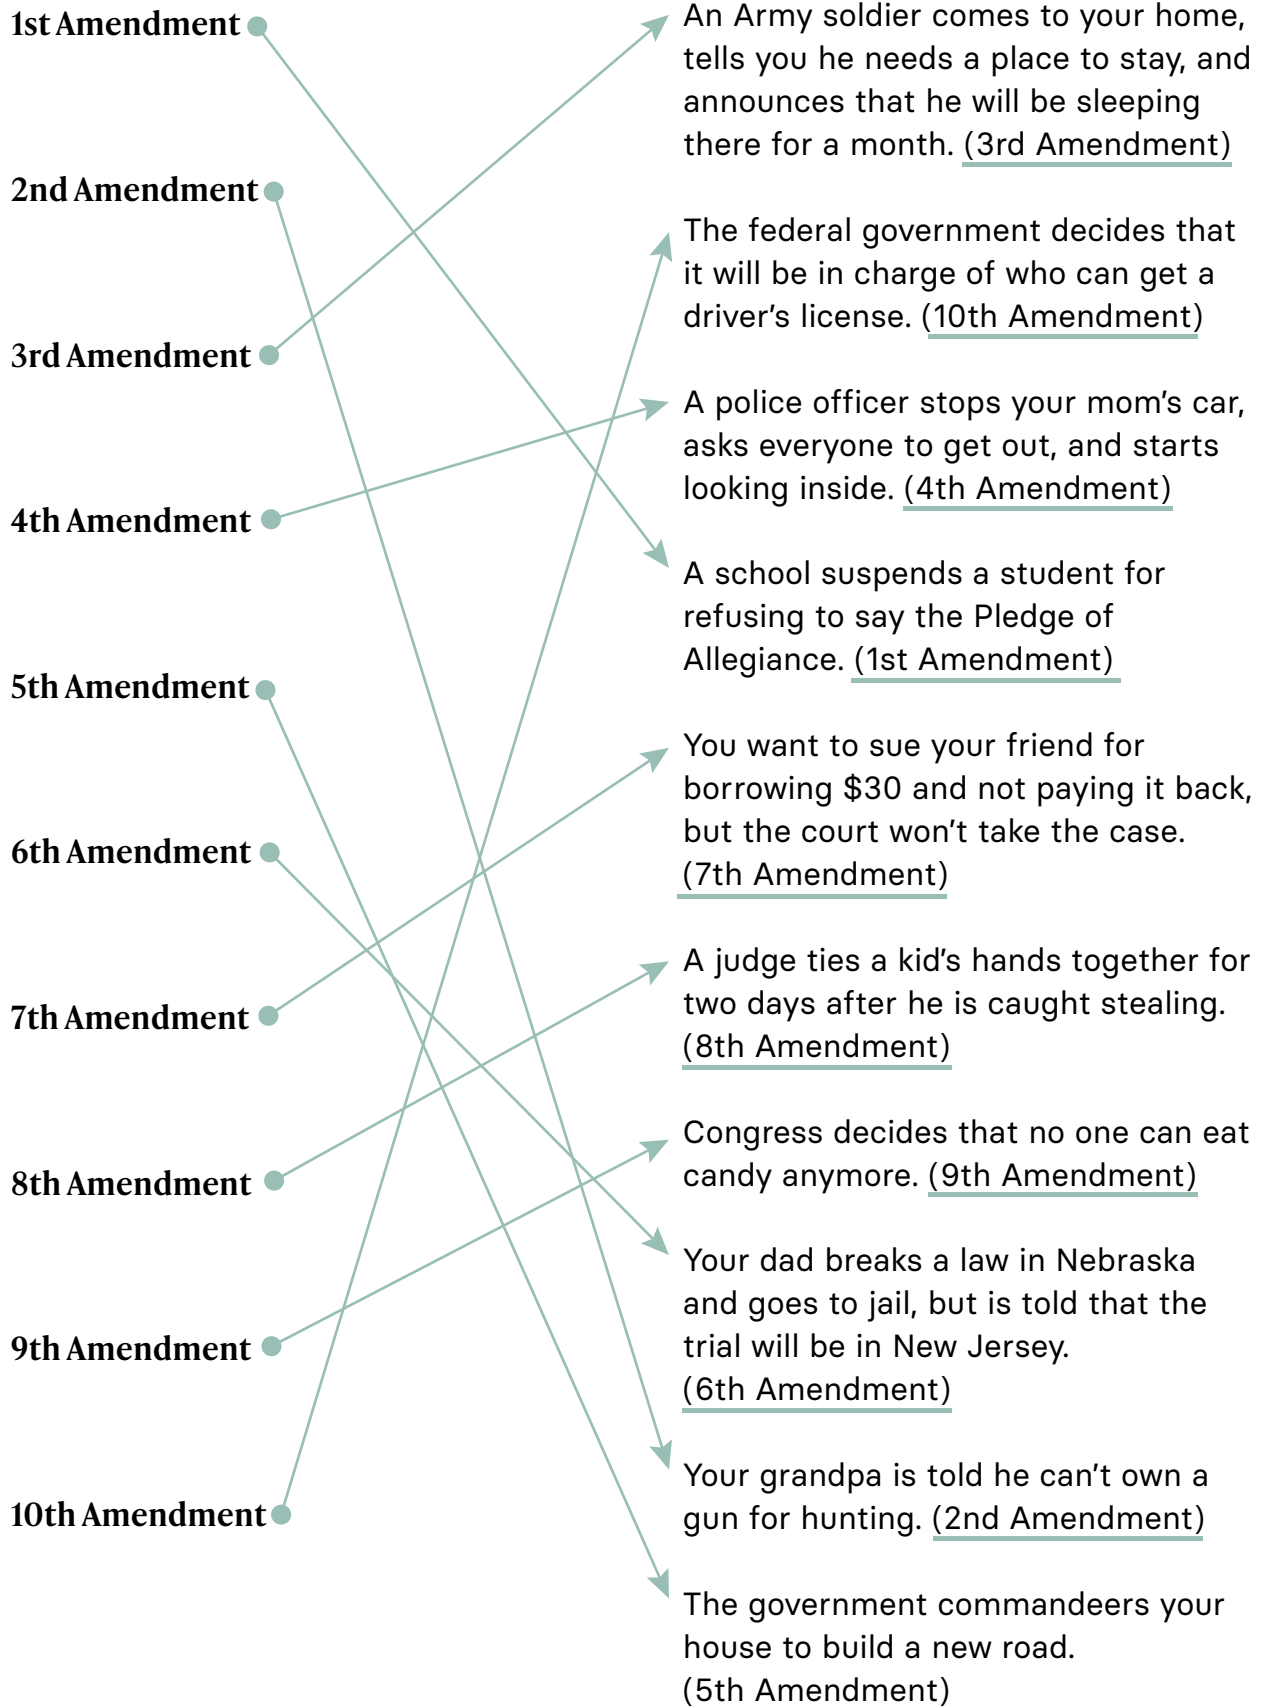 1st Amendment
2nd Amendment
3rd Amendment
4th Amendment
5th Amendment
6th Amendment
7th Amendment
8th Amendment
9th Amendment
10th Amendment
An Army soldier comes to your home,
tells you he needs a place to stay, and
announces that he will be sleeping
there for a month. (3rd Amendment)
The federal government decides that
it will be in charge of who can get a
driver’s license. (10th Amendment)
A police officer stops your mom’s car,
asks everyone to get out, and starts
looking inside. (4th Amendment)
A school suspends a student for
refusing to say the Pledge of
Allegiance. (1st Amendment)
You want to sue your friend for
borrowing $30 and not paying it back,
but the court won’t take the case.
(7th Amendment)
A judge ties a kid’s hands together for
two days after he is caught stealing.
(8th Amendment)
Congress decides that no one can eat
candy anymore. (9th Amendment)
Your dad breaks a law in Nebraska
and goes to jail, but is told that the
trial will be in New Jersey.
(6th Amendment)
Your grandpa is told he can’t own a
gun for hunting. (2nd Amendment)
The government commandeers your
house to build a new road.
(5th Amendment)